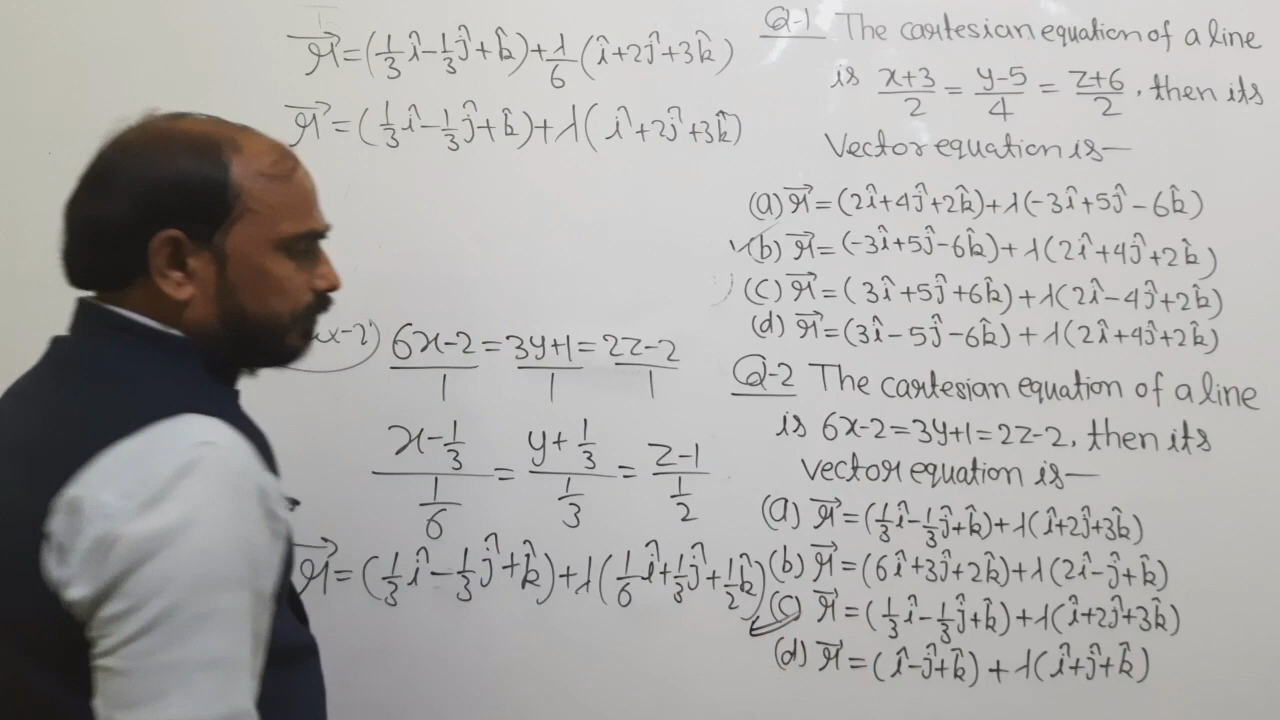 r⃗=(1/3 î-1/3 ĵ+k̂)+λ/6(î+2ĵ+3k̂)
r⃗=(1/3 î-1/3 ĵ+k̂)+λ(î+2ĵ+3k̂)
x-2)
6x-2/1=3y+1/1=2z-2/1
x-1/3/1/6=y+1/3/1/3=z-1/1/2
r⃗=(1/3 î-1/3 ĵ+k̂)+λ(1/6 î+1/3 ĵ+1/2 k̂)
Q-1 The cartesian equation of a line
is x+3/2=y-5/4=z+6/2, then its
Vector equation is—
(a) r⃗=(2î+4ĵ+2k̂)+λ(-3î+5ĵ-6k̂)
(b) r⃗=(-3î+5ĵ-6k̂)+λ(2î+4ĵ+2k̂)
(c) r⃗=(3î+5ĵ+6k̂)+λ(2î-4ĵ+2k̂)
(d) r⃗=(3î-5ĵ-6k̂)+λ(2î+4ĵ+2k̂)
Q-2 The cartesian equation of a line
is 6x-2=3y+1=2z-2, then its
vector equation is—
(a) r⃗=(1/3 î-1/3 ĵ+k̂)+λ(î+2ĵ+3k̂)
(b) r⃗=(6î+3ĵ+2k̂)+λ(2î-ĵ+k̂)
(c) r⃗=(1/3 î-1/3 ĵ+k̂)+λ(î+2ĵ+3k̂)
(d) r⃗=(î-ĵ+k̂)+λ(î+ĵ+k̂)